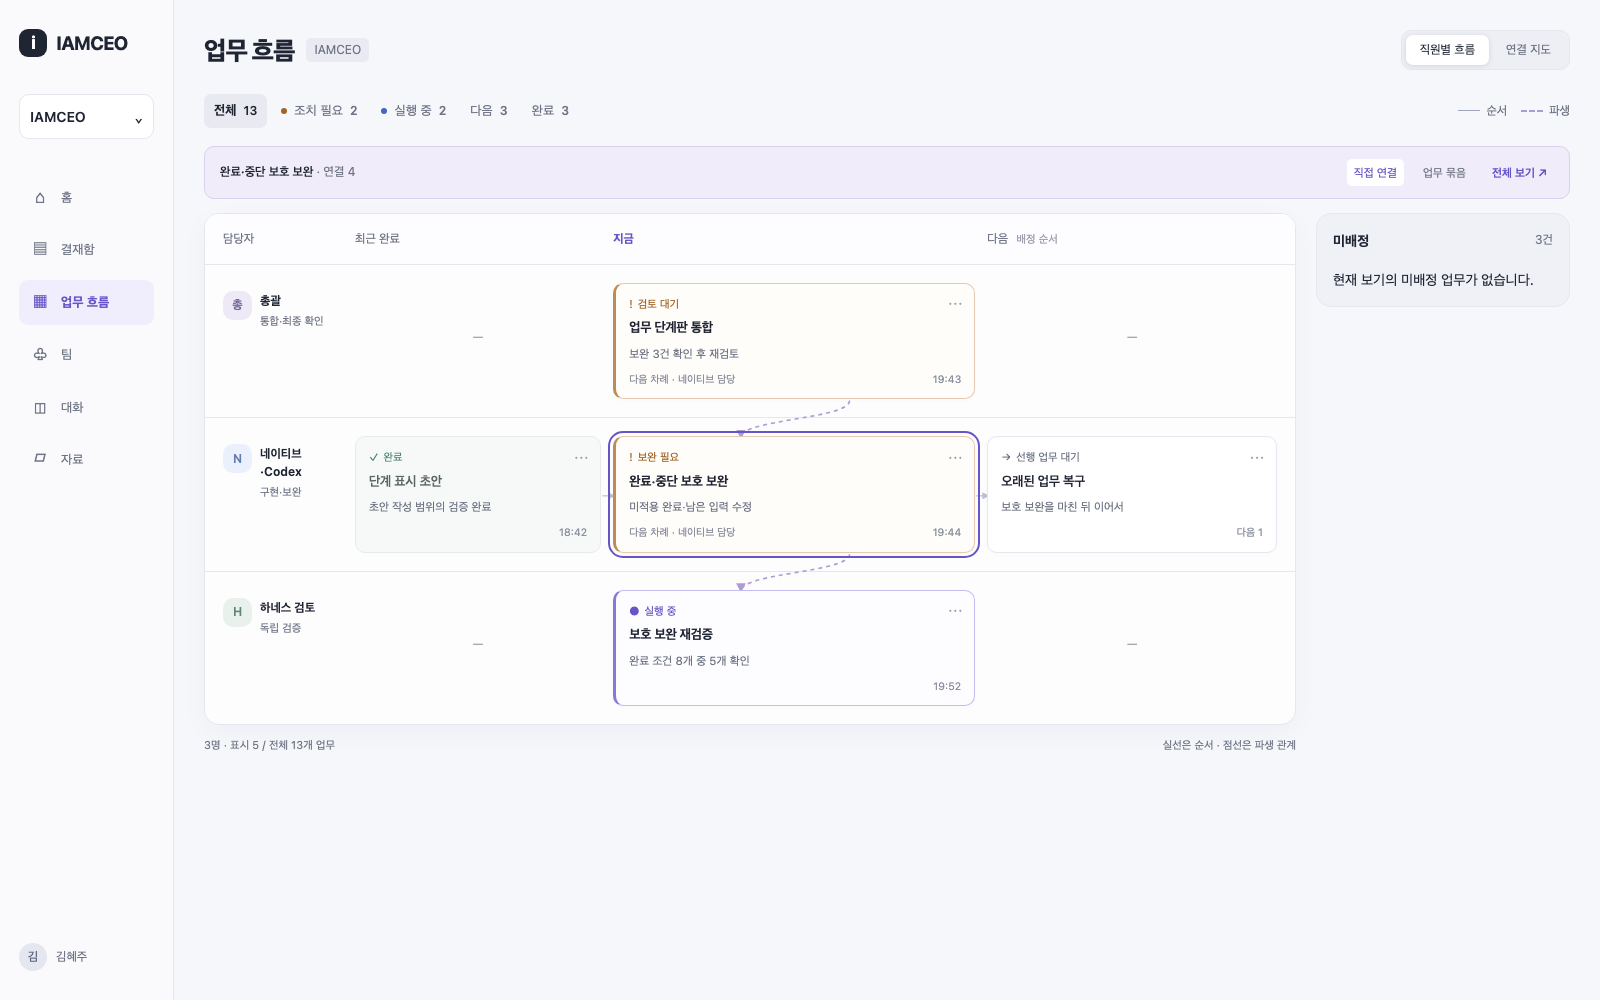 i IAMCEO
IAMCEO
홈
결재함
업무 흐름
팀
대화
자료
김 김혜주
업무 흐름 IAMCEO
직원별 흐름 연결 지도
전체 13 조치 필요 2 실행 중 2 다음 3 완료 3
순서 파생
완료·중단 보호 보완 · 연결 4
직접 연결 업무 묶음 전체 보기 ↗
담당자 최근 완료 지금 다음 배정 순서
총 총괄
통합·최종 확인
—
! 검토 대기 ···
업무 단계판 통합
보완 3건 확인 후 재검토
다음 차례 · 네이티브 담당 19:43
—
N 네이티브
·Codex
구현·보완
✓ 완료 ···
단계 표시 초안
초안 작성 범위의 검증 완료
18:42
! 보완 필요 ···
완료·중단 보호 보완
미적용 완료·남은 입력 수정
다음 차례 · 네이티브 담당 19:44
→ 선행 업무 대기 ···
오래된 업무 복구
보호 보완을 마친 뒤 이어서
다음 1
H 하네스 검토
독립 검증
—
● 실행 중 ···
보호 보완 재검증
완료 조건 8개 중 5개 확인
19:52
—
3명 · 표시 5 / 전체 13개 업무
실선은 순서 · 점선은 파생 관계
미배정 3건
현재 보기의 미배정 업무가 없습니다.